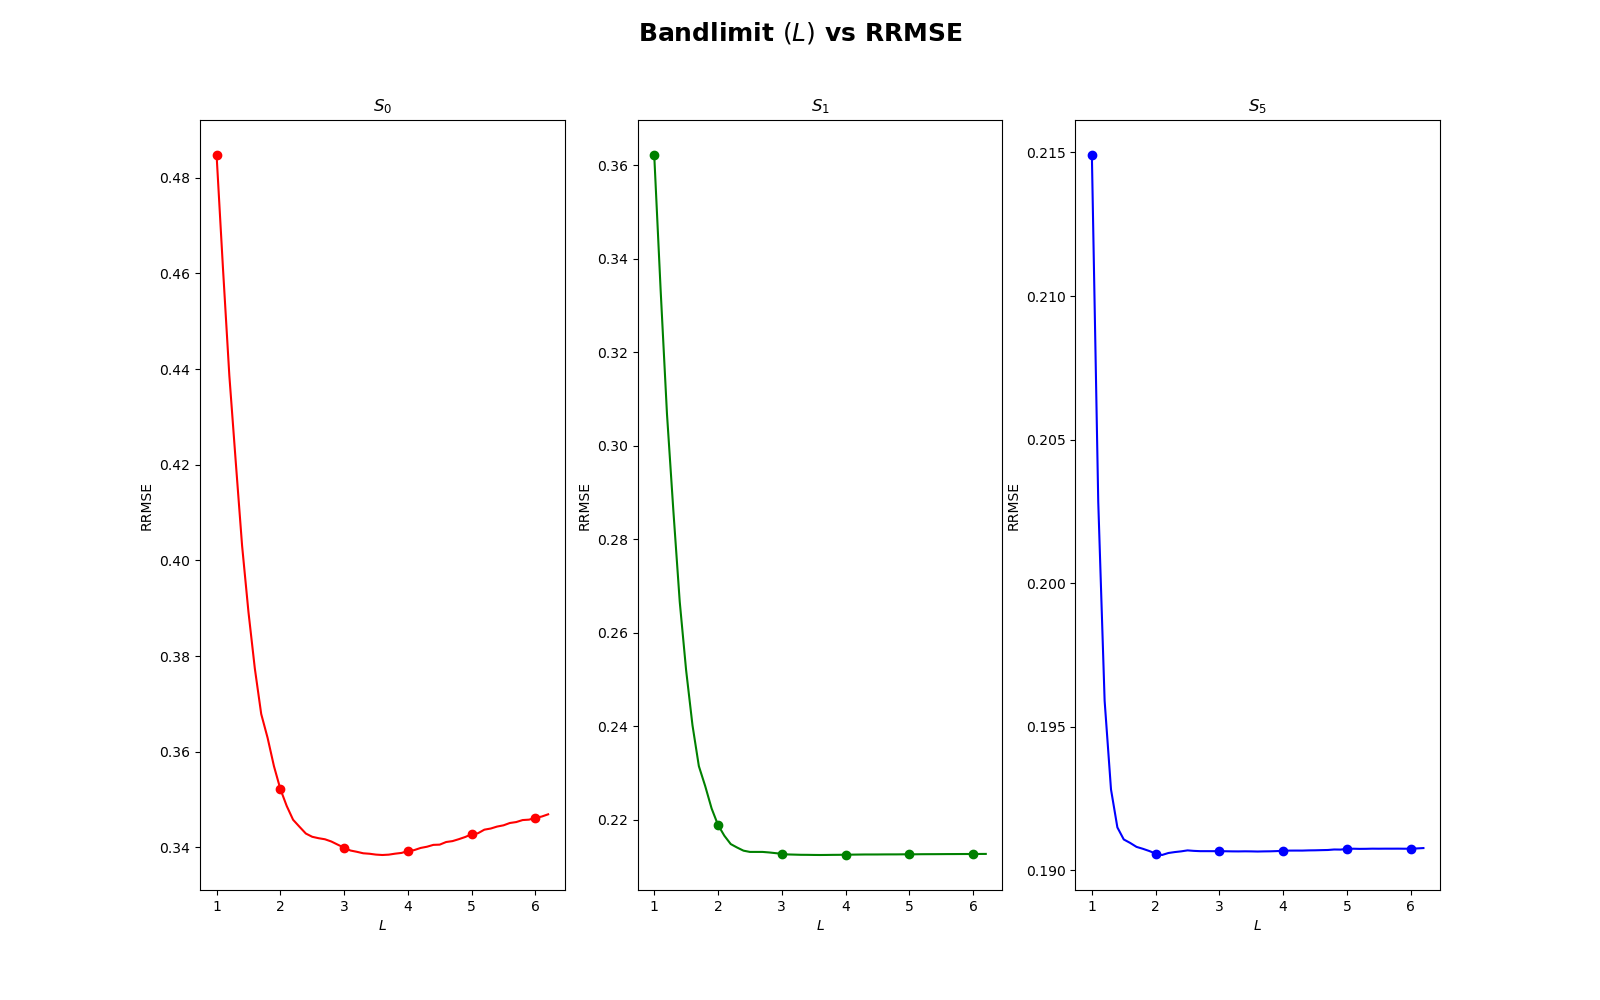 Bandlimit (L) vs RRMSE
S₀
0.48
0.46
0.44
0.42
0.40
0.38
0.36
0.34
RRMSE
1 2 3 4 5 6
L
S₁
0.36
0.34
0.32
0.30
0.28
0.26
0.24
0.22
RRMSE
1 2 3 4 5 6
L
S₅
0.215
0.210
0.205
0.200
0.195
0.190
RRMSE
1 2 3 4 5 6
L